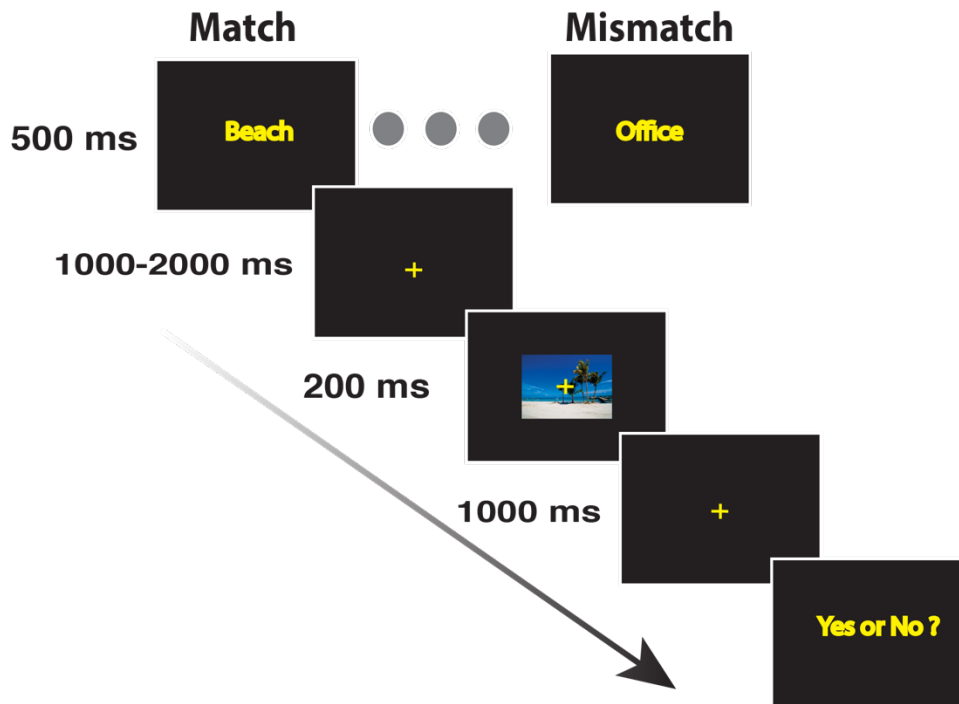 Match
Mismatch
500 ms
Beach
Office
1000-2000 ms
+
200 ms
+
1000 ms
+
Yes or No ?